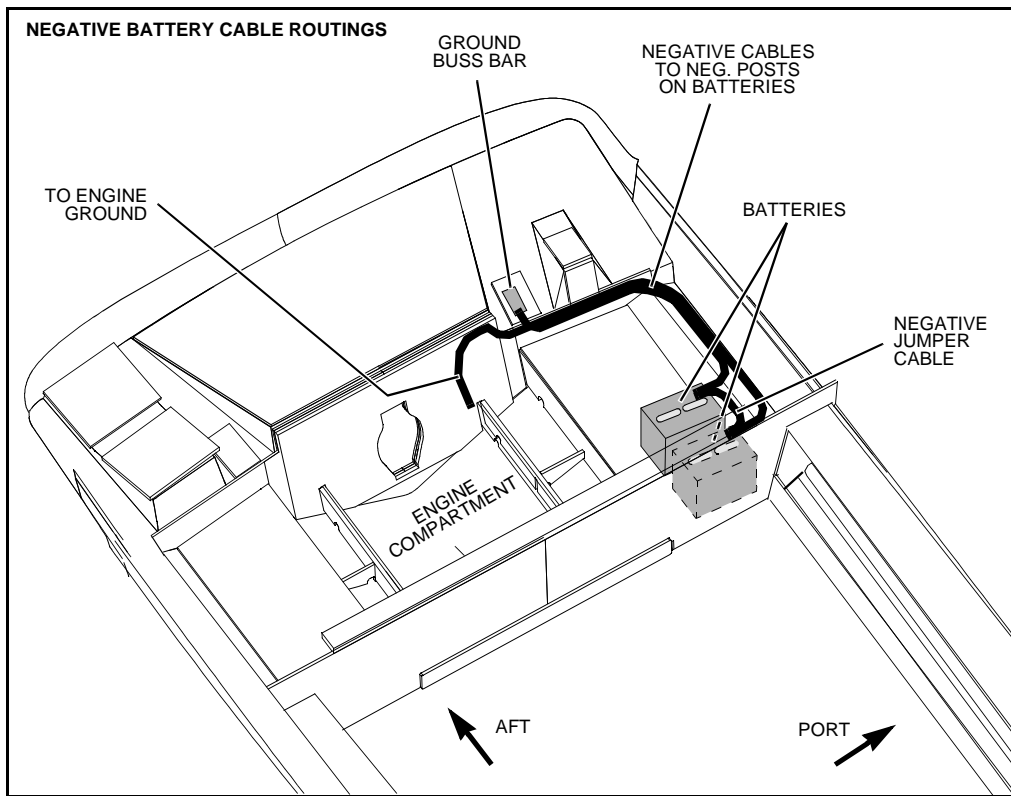 NEGATIVE BATTERY CABLE ROUTINGS
GROUND
BUSS BAR
NEGATIVE CABLES
TO NEG. POSTS
ON BATTERIES
TO ENGINE
GROUND
BATTERIES
NEGATIVE
JUMPER
CABLE
ENGINE
COMPARTMENT
AFT
PORT